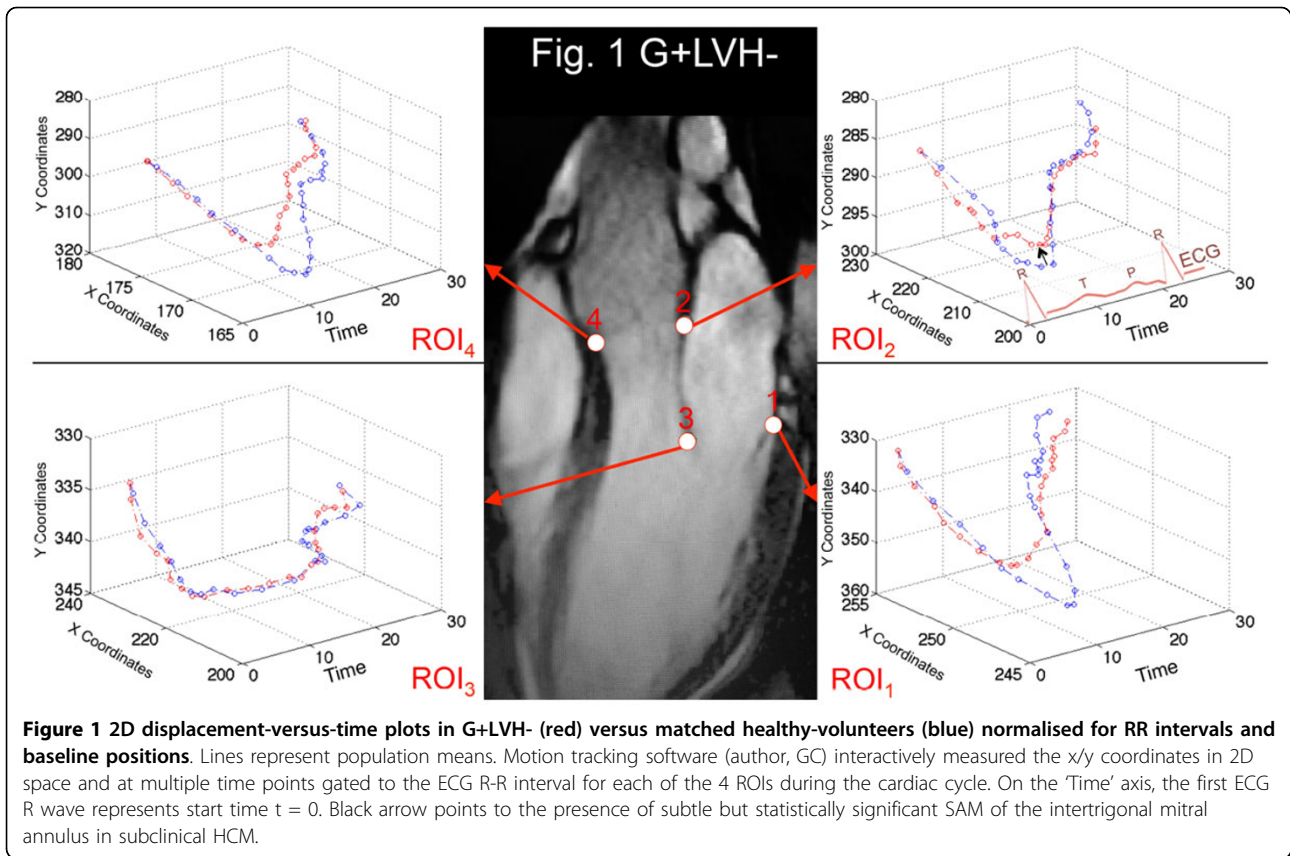 Fig. 1 G+LVH-
280
290
300
310
320
Y Coordinates
180
175
170
165
X Coordinates
0
10
20
30
Time
ROI4
4
2
3
1
280
285
290
295
300
Y Coordinates
230
220
210
200
X Coordinates
0
10
20
30
Time
R
T
P
R
ECG
ROI2
330
335
340
345
Y Coordinates
240
220
200
X Coordinates
0
10
20
30
Time
ROI3
330
340
350
360
Y Coordinates
255
250
245
X Coordinates
0
10
20
30
Time
ROI1
Figure 1 2D displacement-versus-time plots in G+LVH- (red) versus matched healthy-volunteers (blue) normalised for RR intervals and
baseline positions. Lines represent population means. Motion tracking software (author, GC) interactively measured the x/y coordinates in 2D
space and at multiple time points gated to the ECG R-R interval for each of the 4 ROIs during the cardiac cycle. On the ‘Time’ axis, the first ECG
R wave represents start time t = 0. Black arrow points to the presence of subtle but statistically significant SAM of the intertrigonal mitral
annulus in subclinical HCM.